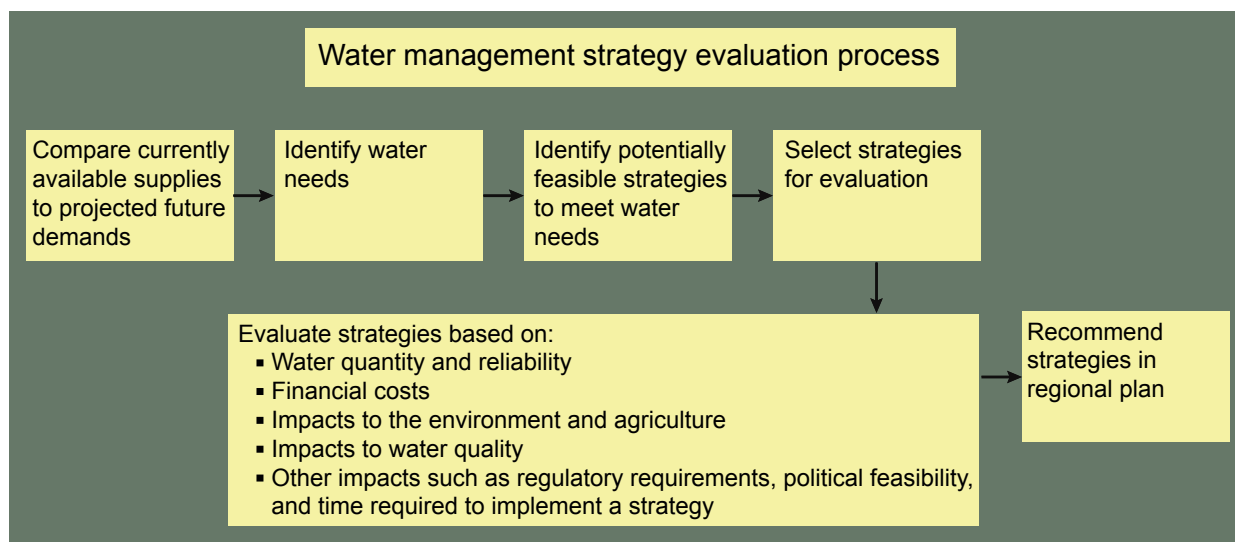 Water management strategy evaluation process
Compare currently
available supplies
to projected future
demands
Identify water
needs
Identify potentially
feasible strategies
to meet water
needs
Select strategies
for evaluation
Evaluate strategies based on:
▪ Water quantity and reliability
▪ Financial costs
▪ Impacts to the environment and agriculture
▪ Impacts to water quality
▪ Other impacts such as regulatory requirements, political feasibility,
and time required to implement a strategy
Recommend
strategies in
regional plan